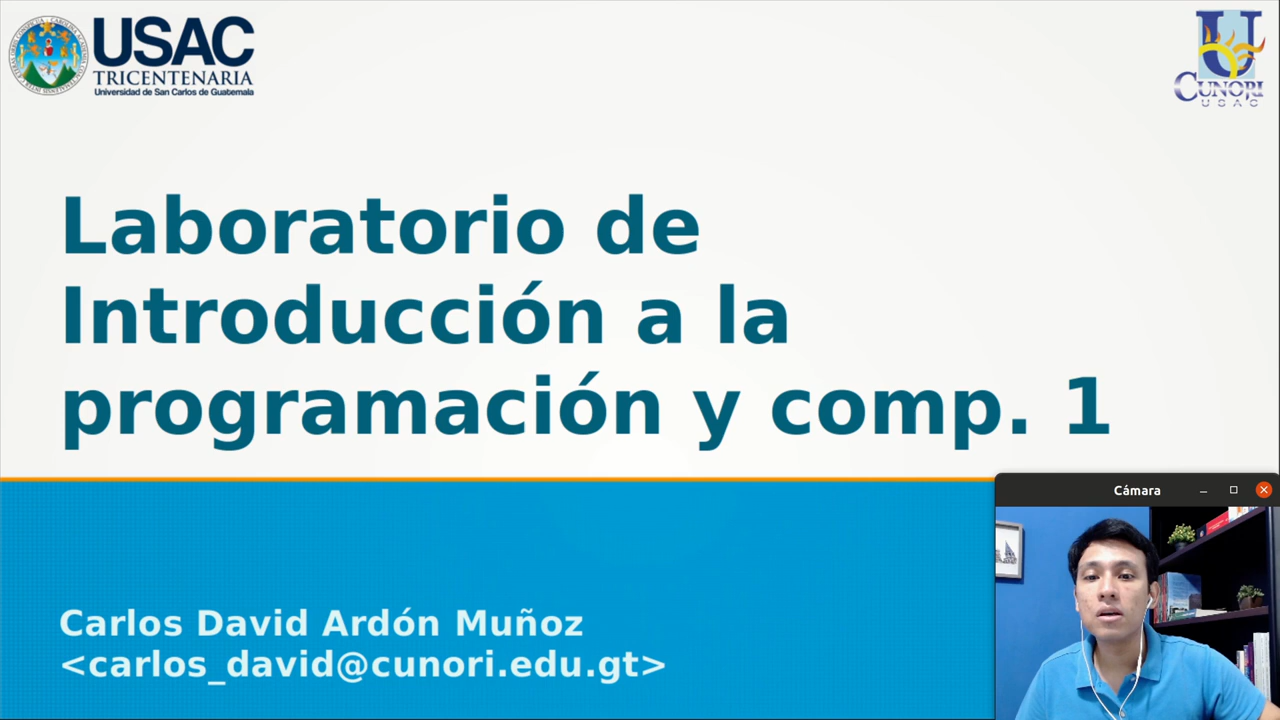 USAC
TRICENTENARIA
Universidad de San Carlos de Guatemala
CUNORI
USAC
Laboratorio de
Introducción a la
programación y comp. 1
Carlos David Ardón Muñoz
<carlos_david@cunori.edu.gt>
Cámara